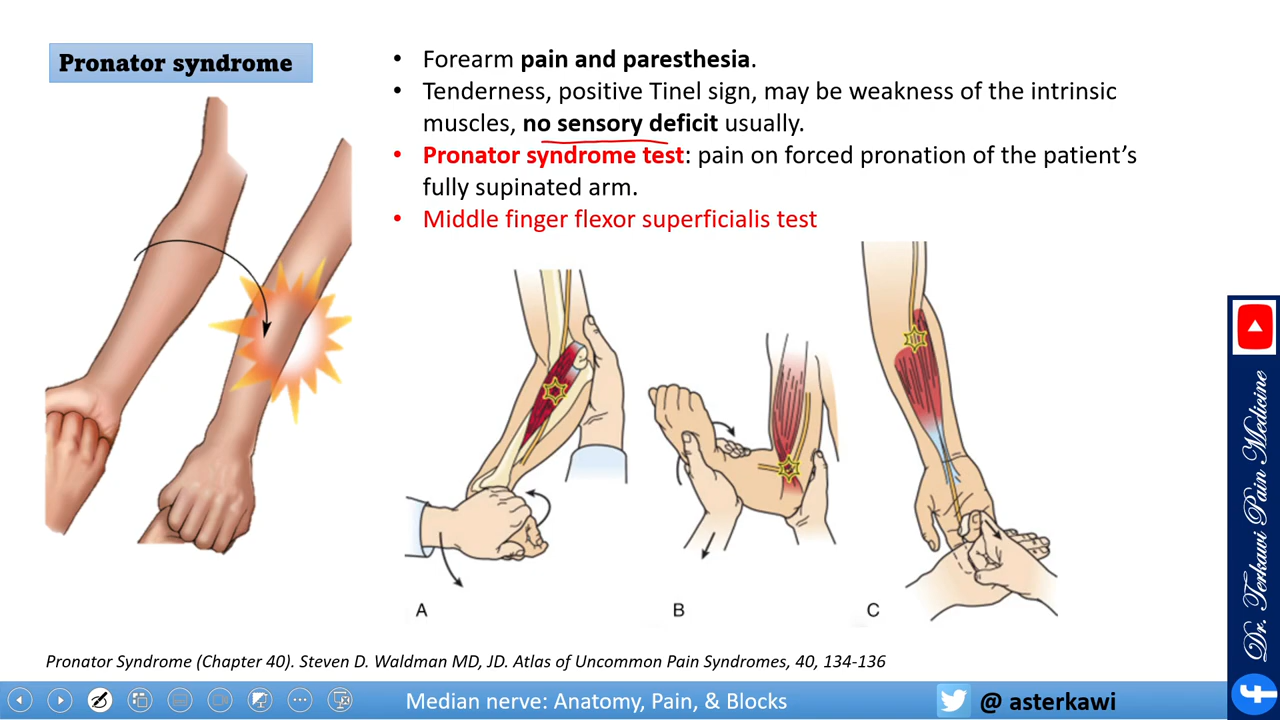 Pronator syndrome
• Forearm pain and paresthesia.
• Tenderness, positive Tinel sign, may be weakness of the intrinsic
muscles, no sensory deficit usually.
• Pronator syndrome test: pain on forced pronation of the patient’s
fully supinated arm.
• Middle finger flexor superficialis test
A
B
C
Pronator Syndrome (Chapter 40). Steven D. Waldman MD, JD. Atlas of Uncommon Pain Syndromes, 40, 134-136
Median nerve: Anatomy, Pain, & Blocks
@ asterkawi
Dr. Terkawi Pain Medicine